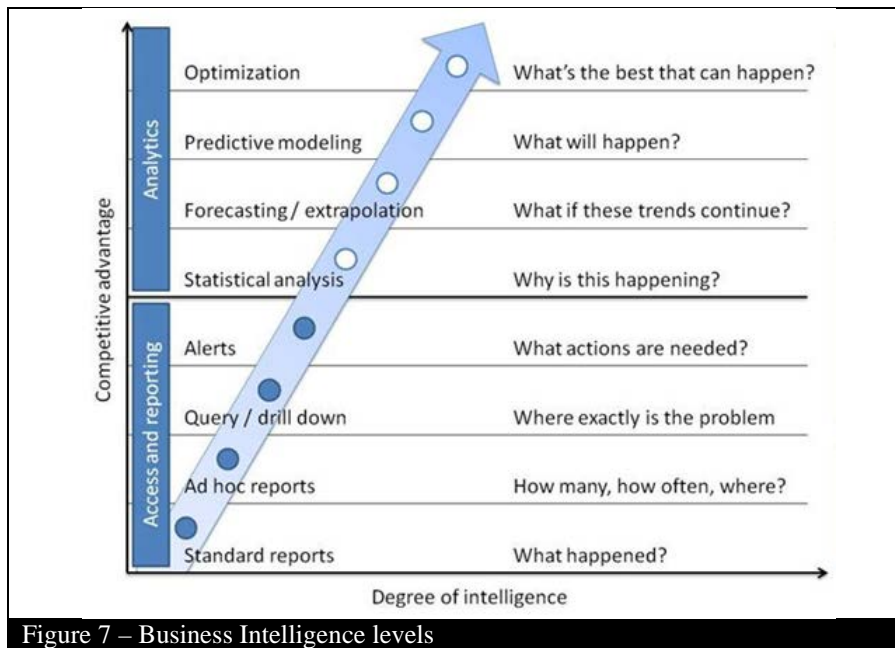 Competitive advantage
Analytics
Optimization What's the best that can happen?
Predictive modeling What will happen?
Forecasting / extrapolation What if these trends continue?
Statistical analysis Why is this happening?
Access and reporting
Alerts What actions are needed?
Query / drill down Where exactly is the problem
Ad hoc reports How many, how often, where?
Standard reports What happened?
Degree of intelligence
Figure 7 – Business Intelligence levels